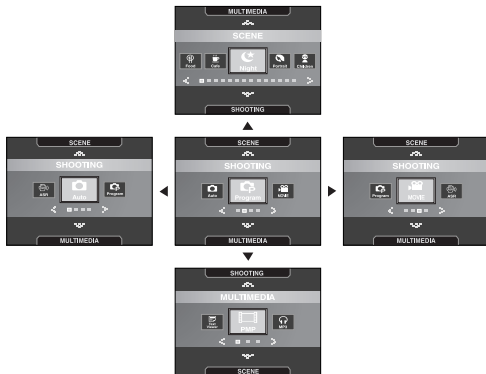 MULTIMEDIA
SCENE
Food Cafe Night Portrait Children
SHOOTING
SCENE
SHOOTING
ASR Auto Program
MULTIMEDIA
SCENE
SHOOTING
Auto Program MOVIE
MULTIMEDIA
SCENE
SHOOTING
Program MOVIE ASR
MULTIMEDIA
SHOOTING
MULTIMEDIA
PMP MP3
SCENE